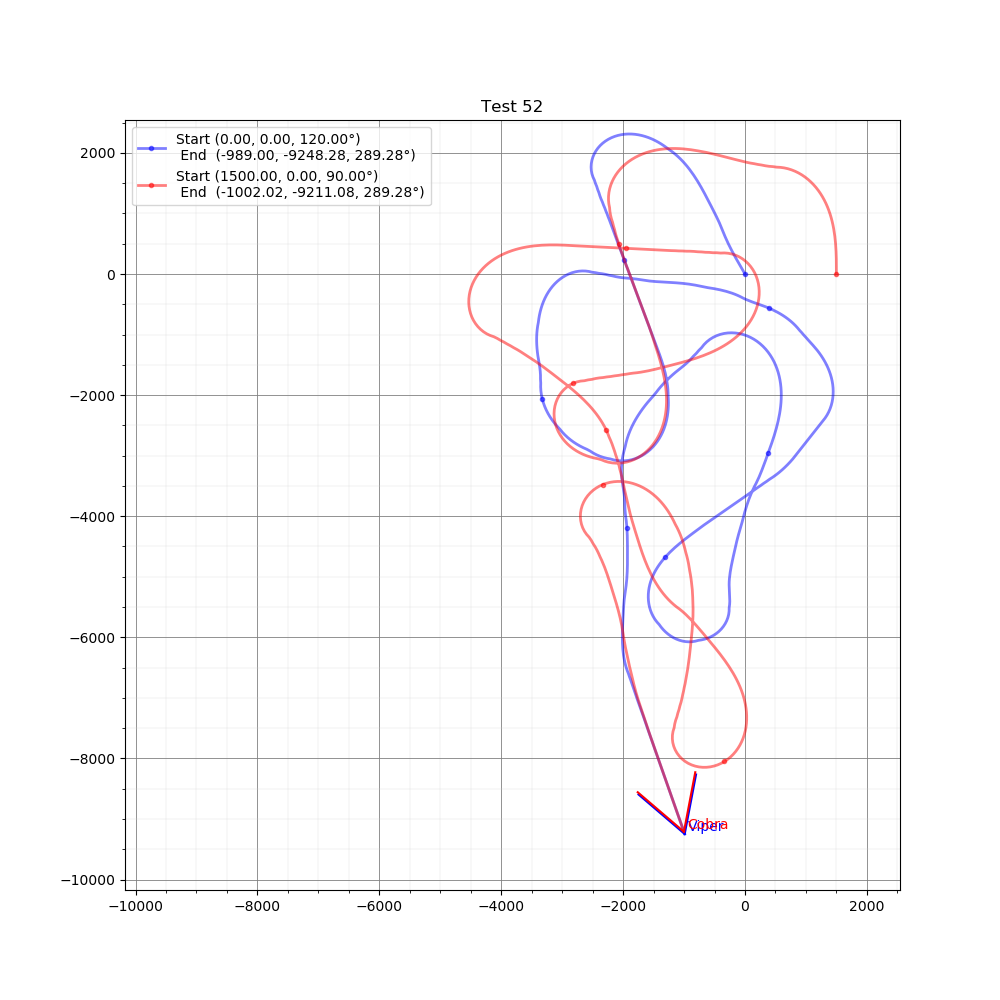 Test 52
Start (0.00, 0.00, 120.00°)
End (-989.00, -9248.28, 289.28°)
Start (1500.00, 0.00, 90.00°)
End (-1002.02, -9211.08, 289.28°)
2000
0
−2000
−4000
−6000
−8000
−10000
Cobra
Viper
−10000 −8000 −6000 −4000 −2000 0 2000